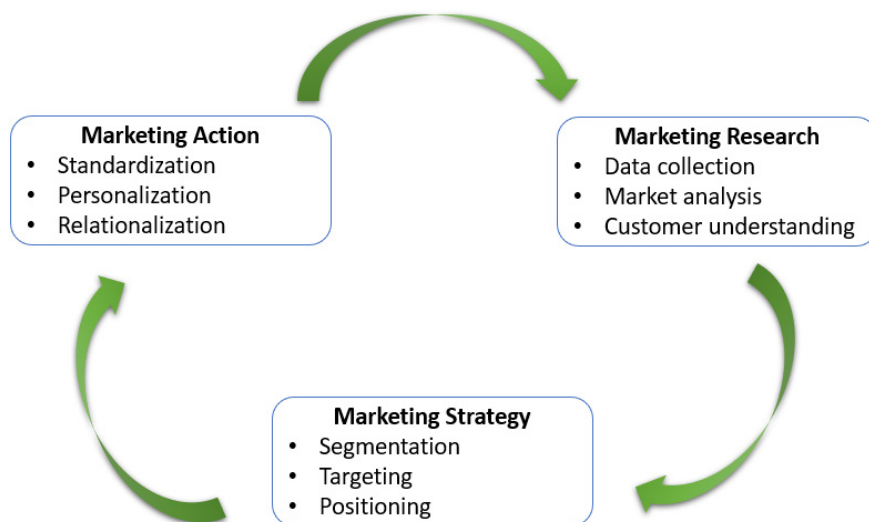 Marketing Action
• Standardization
• Personalization
• Relationalization
Marketing Research
• Data collection
• Market analysis
• Customer understanding
Marketing Strategy
• Segmentation
• Targeting
• Positioning